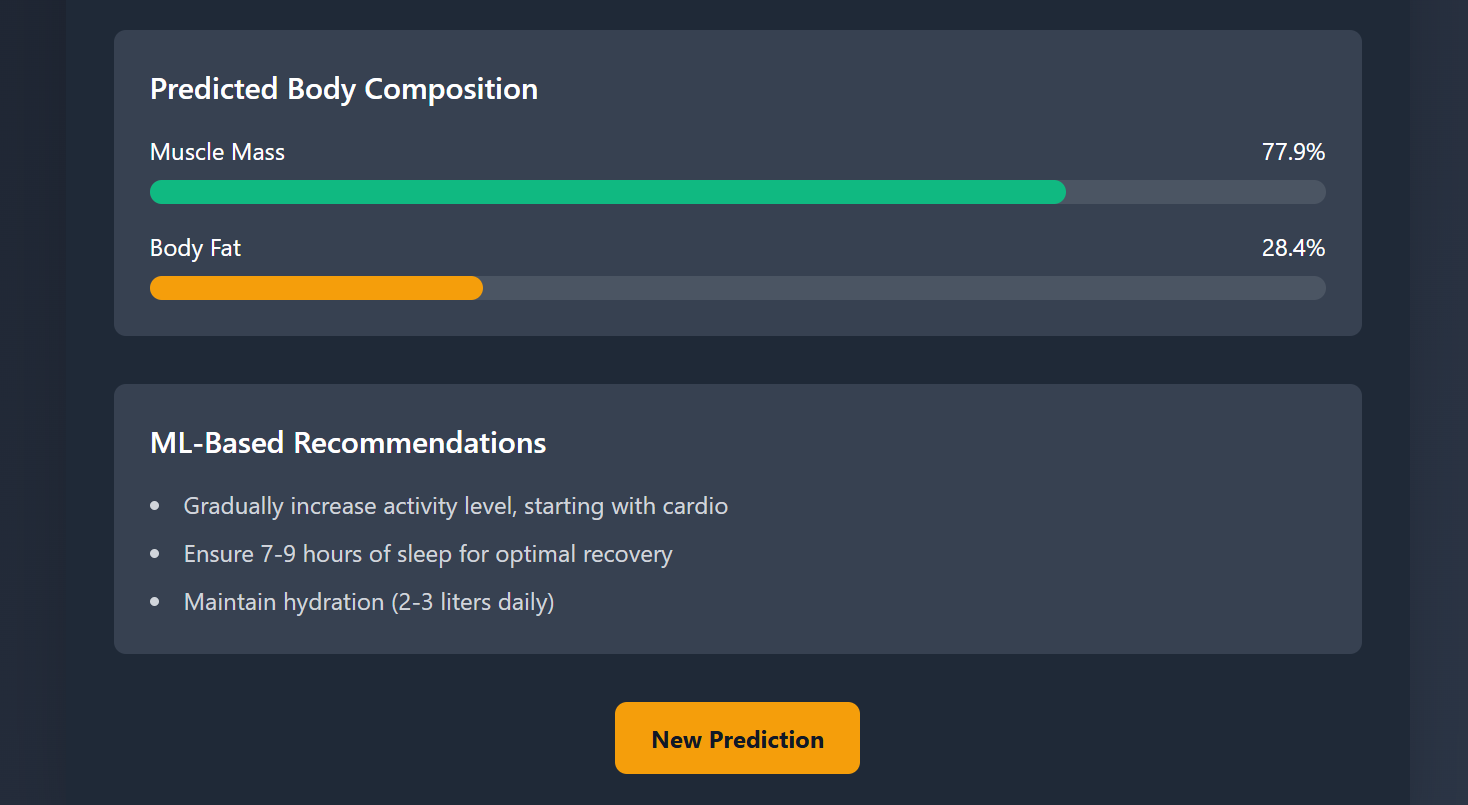 Predicted Body Composition
Muscle Mass 77.9%
Body Fat 28.4%
ML-Based Recommendations
Gradually increase activity level, starting with cardio
Ensure 7-9 hours of sleep for optimal recovery
Maintain hydration (2-3 liters daily)
New Prediction